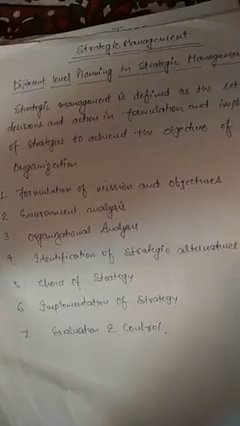 Strategic Management
Different level Planning In Strategic Management
Strategic management is defined as the set
decisions and action in formulation and impl
of strategies to achieved the objective of
Organization
1. Formulation of mission and objectives
2 Environment analysis
3 Organizational Analysis
4 Identification of Strategic alternatives
5 Choice of Strategy
6 Implementation of Strategy
7 Evaluation & Control.